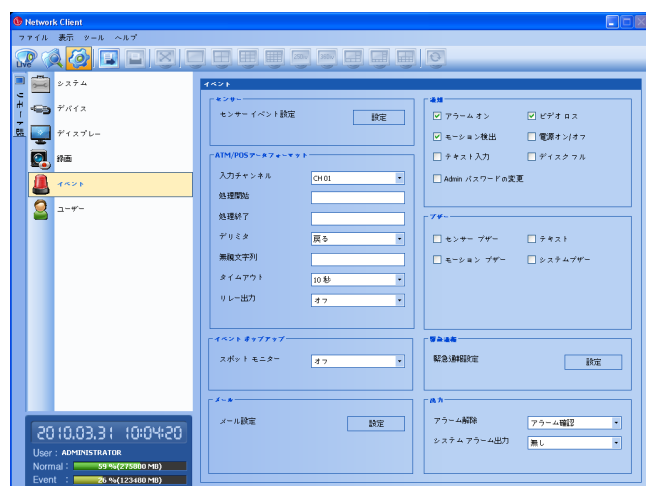 Network Client
ファイル 表示 ツール ヘルプ
Live
システム
デバイス
ディスプレー
録画
イベント
ユーザー
2010.03.31 10:04:20
User : ADMINISTRATOR
Normal : 59 %(275800 MB)
Event : 26 %(123400 MB)
イベント
センサー
センサー イベント設定 設定
ATM/POSデータフォーマット
入力チャンネル CH 01
処理開始
処理終了
デリミタ 戻る
無視文字列
タイムアウト 10 秒
リレー出力 オフ
イベント ポップアップ
スポット モニター オフ
メール
メール設定 設定
通知
アラーム オン ビデオ ロス
モーション検出 電源オン/オフ
テキスト入力 ディスク フル
Admin パスワードの変更
ブザー
センサー ブザー テキスト
モーション ブザー システムブザー
緊急通報
緊急通報設定 設定
出力
アラーム解除 アラーム確認
システム アラーム出力 無し